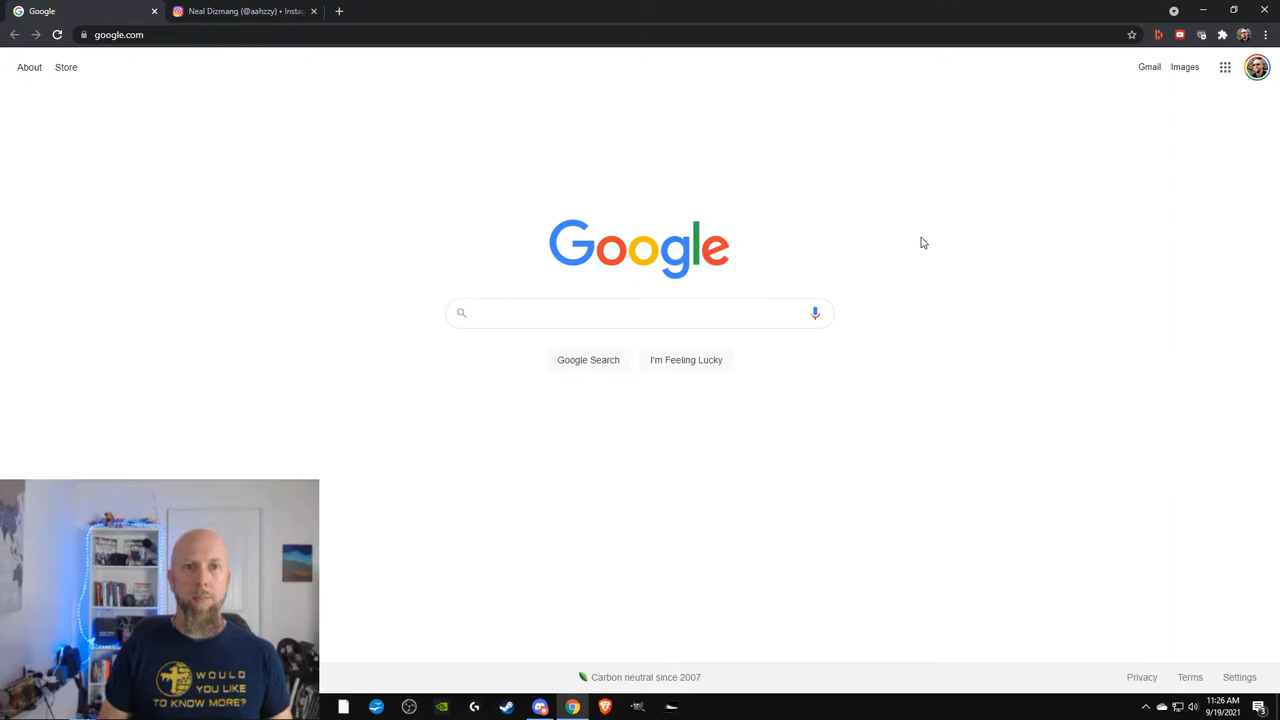 Google
Neal Dizmang (@aahzzy) • Insta
google.com
About
Store
Gmail
Images
Google
Google Search
I'm Feeling Lucky
WOULD
YOU LIKE
TO KNOW MORE?
Carbon neutral since 2007
Privacy
Terms
Settings
11:26 AM
9/19/2021
3